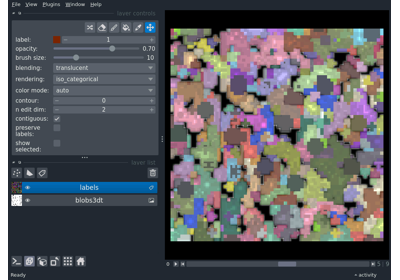 File View Plugins Window Help
layer controls
label: 1
opacity: 0.70
brush size: 10
blending: translucent
rendering: iso_categorical
color mode: auto
contour: 0
n edit dim: 2
contiguous:
preserve
labels:
show
selected:
layer list
labels
blobs3dt
Ready
activity